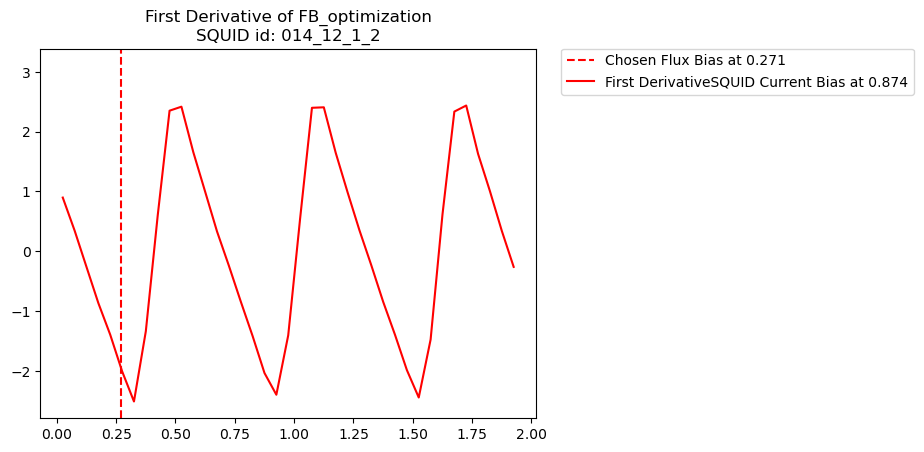 First Derivative of FB_optimization
SQUID id: 014_12_1_2
Chosen Flux Bias at 0.271
First DerivativeSQUID Current Bias at 0.874
3
2
1
0
−1
−2
0.00 0.25 0.50 0.75 1.00 1.25 1.50 1.75 2.00